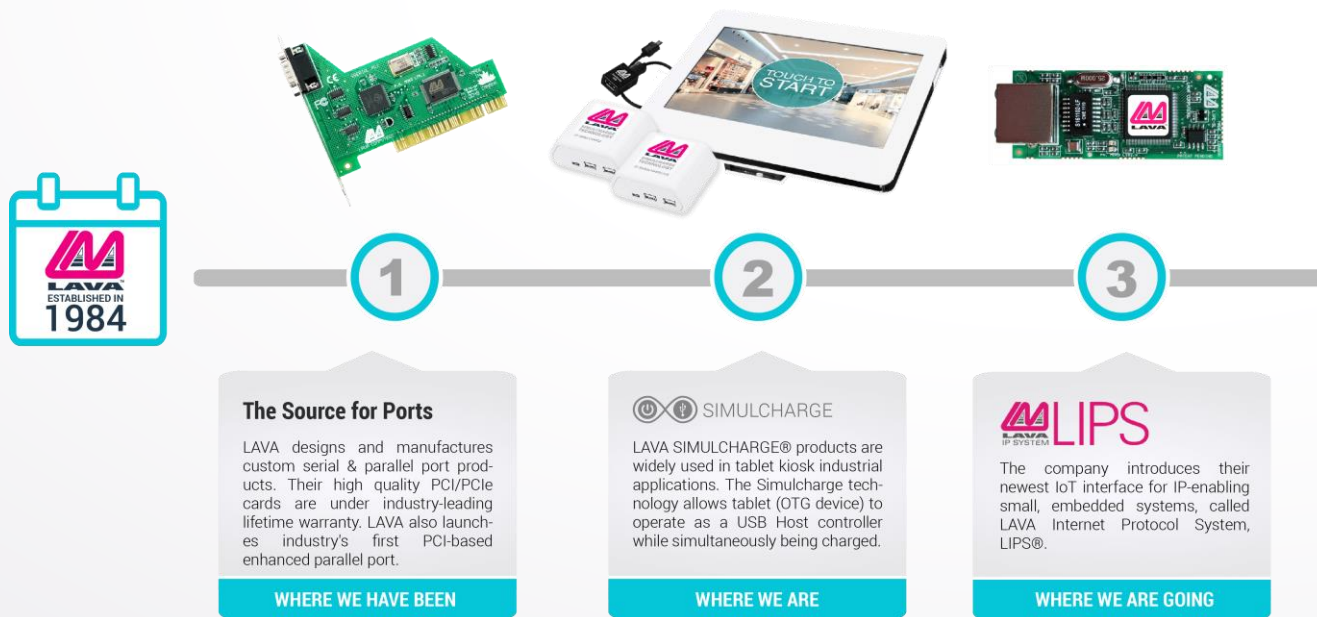 TOUCH TO
START
LAVA
LAVA
LAVA
LAVA
ESTABLISHED IN
1984
1
2
3
The Source for Ports
LAVA designs and manufactures
custom serial & parallel port prod-
ucts. Their high quality PCI/PCIe
cards are under industry-leading
lifetime warranty. LAVA also launch-
es industry's first PCI-based
enhanced parallel port.
WHERE WE HAVE BEEN
SIMULCHARGE
LAVA SIMULCHARGE® products are
widely used in tablet kiosk industrial
applications. The Simulcharge tech-
nology allows tablet (OTG device) to
operate as a USB Host controller
while simultaneously being charged.
WHERE WE ARE
LAVA
IP SYSTEM
LIPS
The company introduces their
newest IoT interface for IP-enabling
small, embedded systems, called
LAVA Internet Protocol System,
LIPS®.
WHERE WE ARE GOING